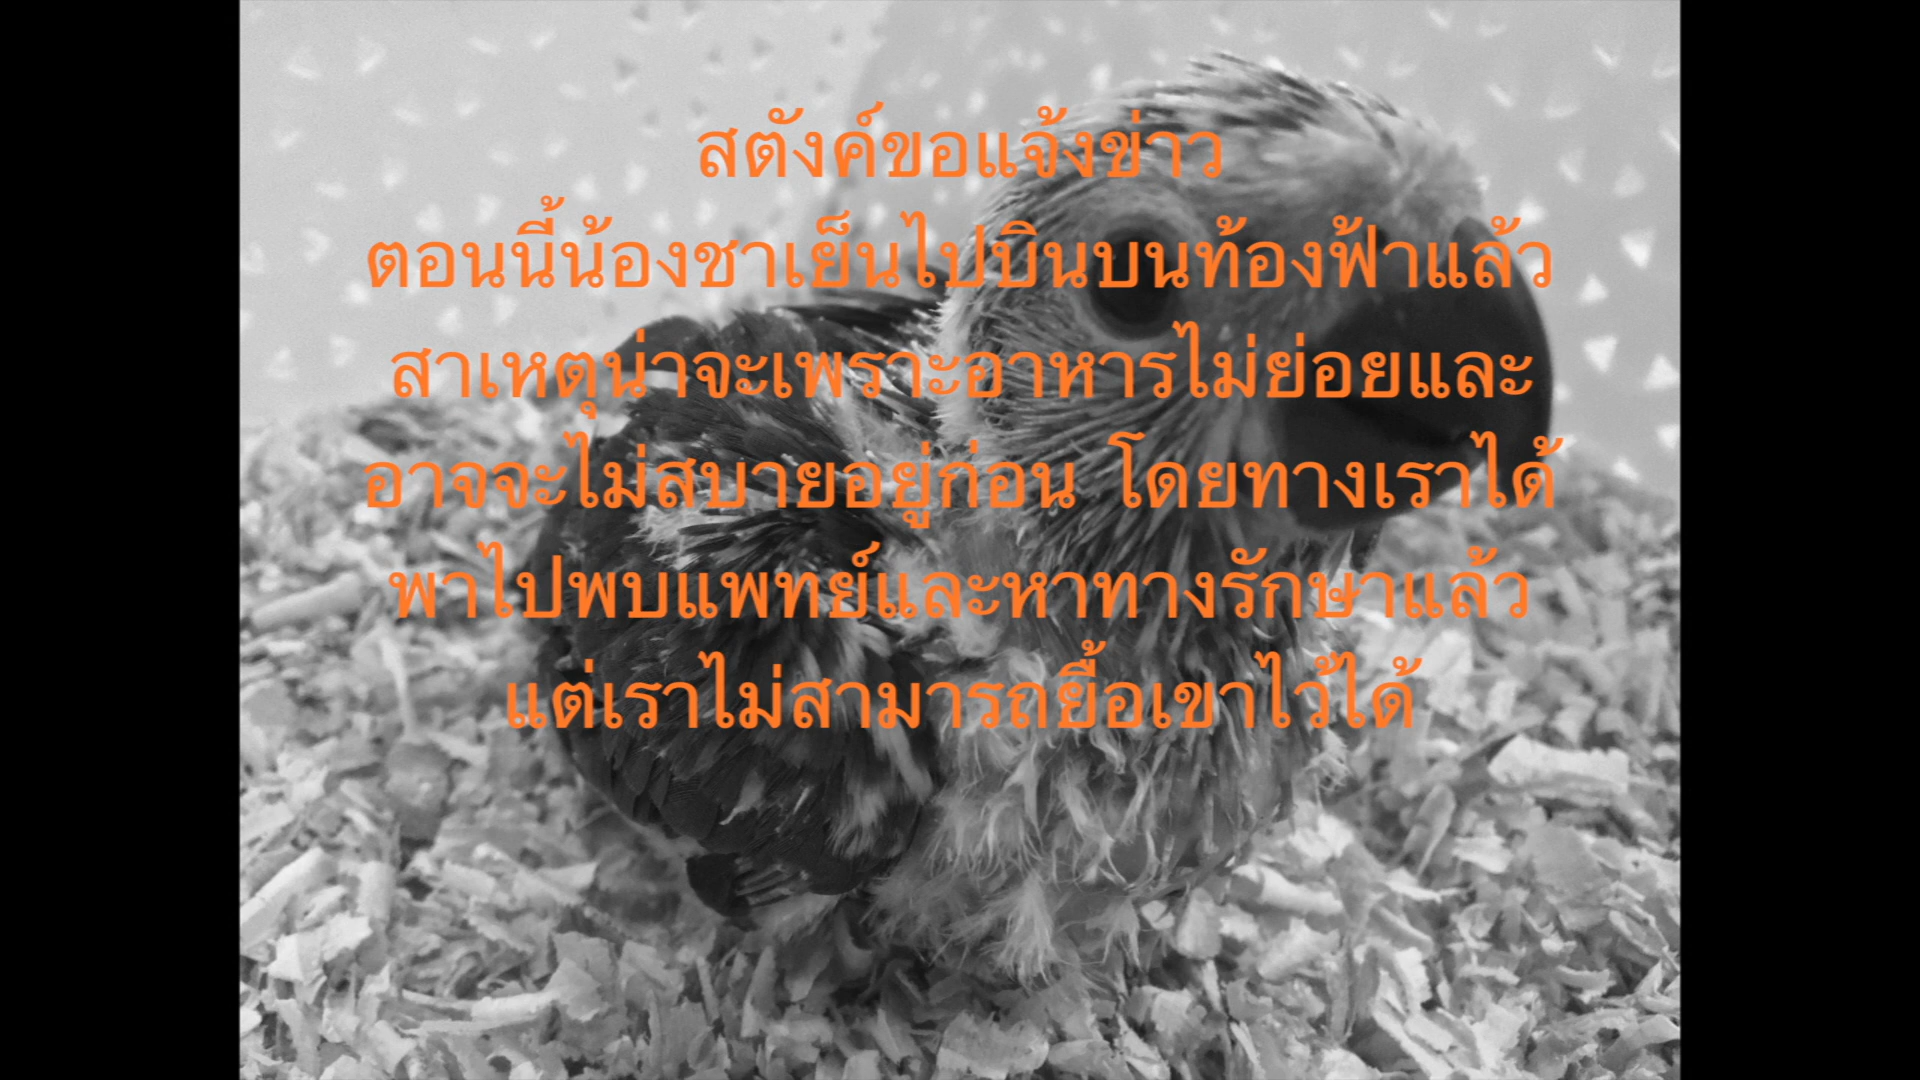 สตังค์ขอแจ้งข่าว
ตอนนี้น้องชาเย็นไปบินบนท้องฟ้าแล้ว
สาเหตุน่าจะเพราะอาหารไม่ย่อยและ
อาจจะไม่สบายอยู่ก่อน โดยทางเราได้
พาไปพบแพทย์และหาทางรักษาแล้ว
แต่เราไม่สามารถยื้อเขาไว้ได้